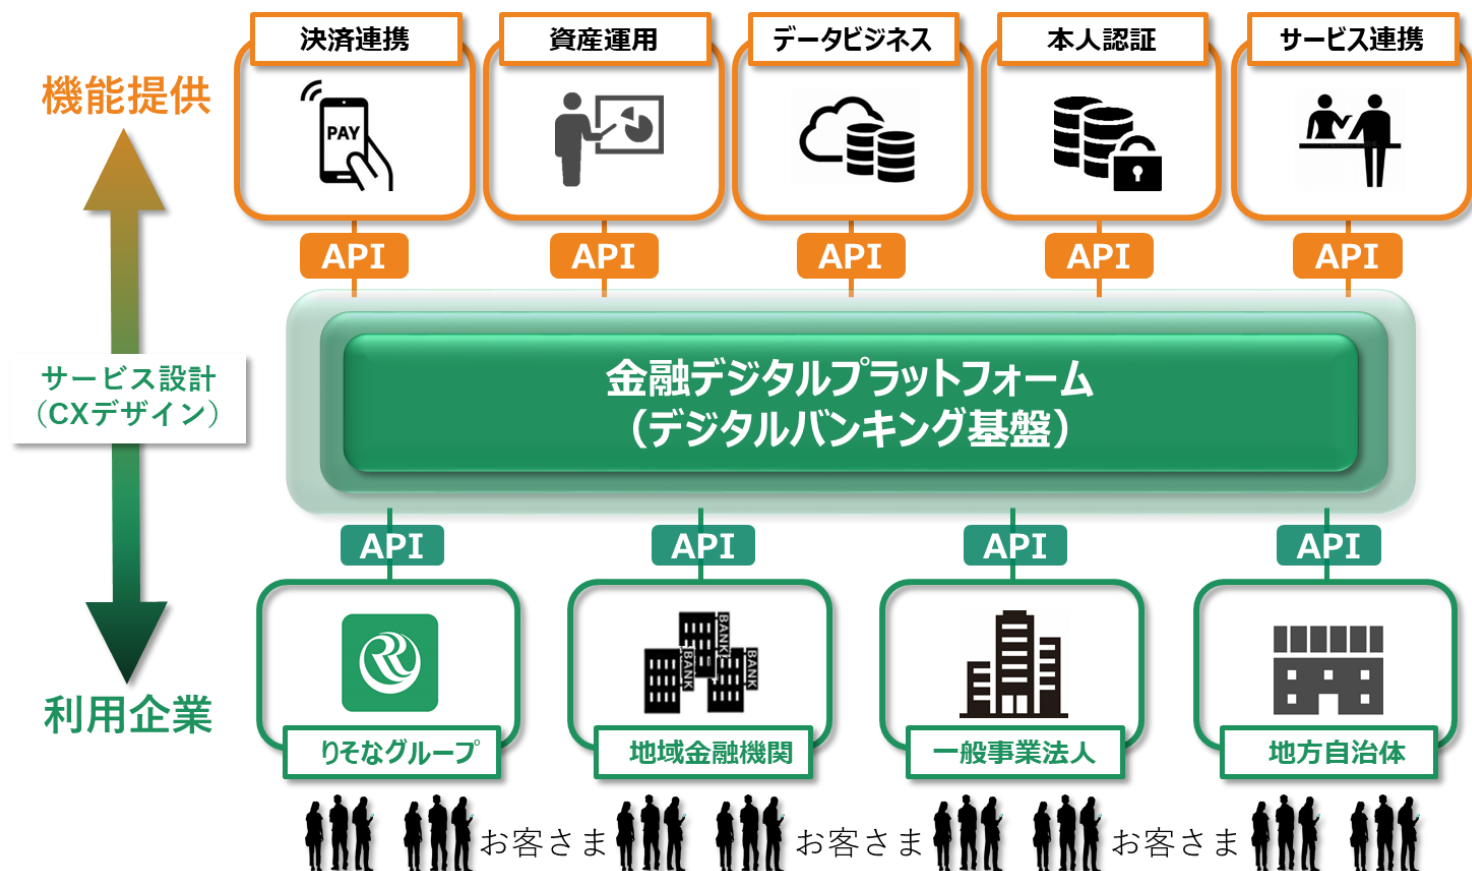 決済連携
資産運用
データビジネス
本人認証
サービス連携
機能提供
PAY
API
API
API
API
API
サービス設計
（CXデザイン）
金融デジタルプラットフォーム
（デジタルバンキング基盤）
API
API
API
API
利用企業
BANK
BANK
BANK
りそなグループ
地域金融機関
一般事業法人
地方自治体
お客さま
お客さま
お客さま